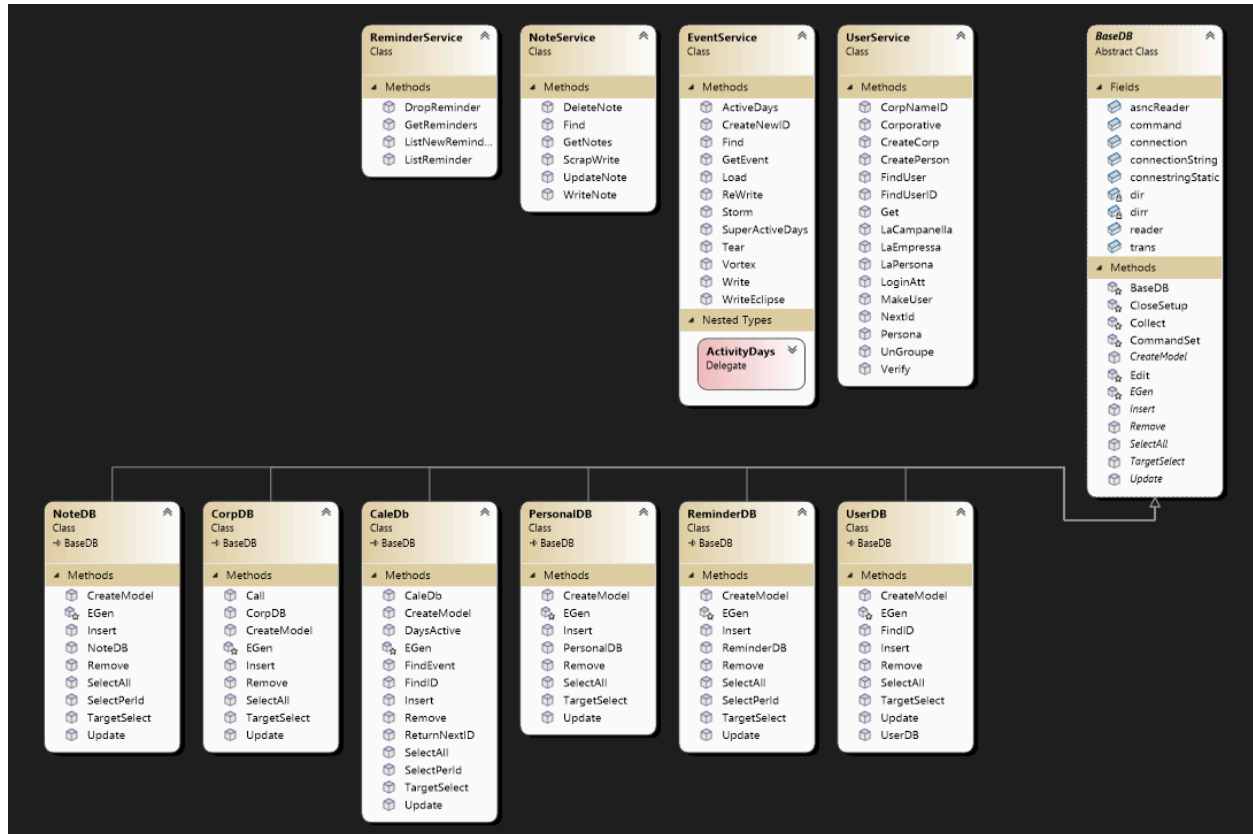 ReminderService
Class
Methods
DropReminder
GetReminders
ListNewRemind...
ListReminder
NoteService
Class
Methods
DeleteNote
Find
GetNotes
ScrapWrite
UpdateNote
WriteNote
EventService
Class
Methods
ActiveDays
CreateNewID
Find
GetEvent
Load
ReWrite
Storm
SuperActiveDays
Tear
Vortex
Write
WriteEclipse
Nested Types
ActivityDays
Delegate
UserService
Class
Methods
CorpNameID
Corporative
CreateCorp
CreatePerson
FindUser
FindUserID
Get
LaCampanella
LaEmpressa
LaPersona
LoginAtt
MakeUser
NextId
Persona
UnGroupe
Verify
BaseDB
Abstract Class
Fields
asncReader
command
connection
connectionString
connestringStatic
dir
dirr
reader
trans
Methods
BaseDB
CloseSetup
Collect
CommandSet
CreateModel
Edit
EGen
Insert
Remove
SelectAll
TargetSelect
Update
NoteDB
Class
BaseDB
Methods
CreateModel
EGen
Insert
NoteDB
Remove
SelectAll
SelectPerId
TargetSelect
Update
CorpDB
Class
BaseDB
Methods
Call
CorpDB
CreateModel
EGen
Insert
Remove
SelectAll
TargetSelect
Update
CaleDb
Class
BaseDB
Methods
CaleDb
CreateModel
DaysActive
EGen
FindEvent
FindID
Insert
Remove
ReturnNextID
SelectAll
SelectPerId
TargetSelect
Update
PersonalDB
Class
BaseDB
Methods
CreateModel
EGen
Insert
PersonalDB
Remove
SelectAll
TargetSelect
Update
ReminderDB
Class
BaseDB
Methods
CreateModel
EGen
Insert
ReminderDB
Remove
SelectAll
SelectPerId
TargetSelect
Update
UserDB
Class
BaseDB
Methods
CreateModel
EGen
FindID
Insert
Remove
SelectAll
TargetSelect
Update
UserDB